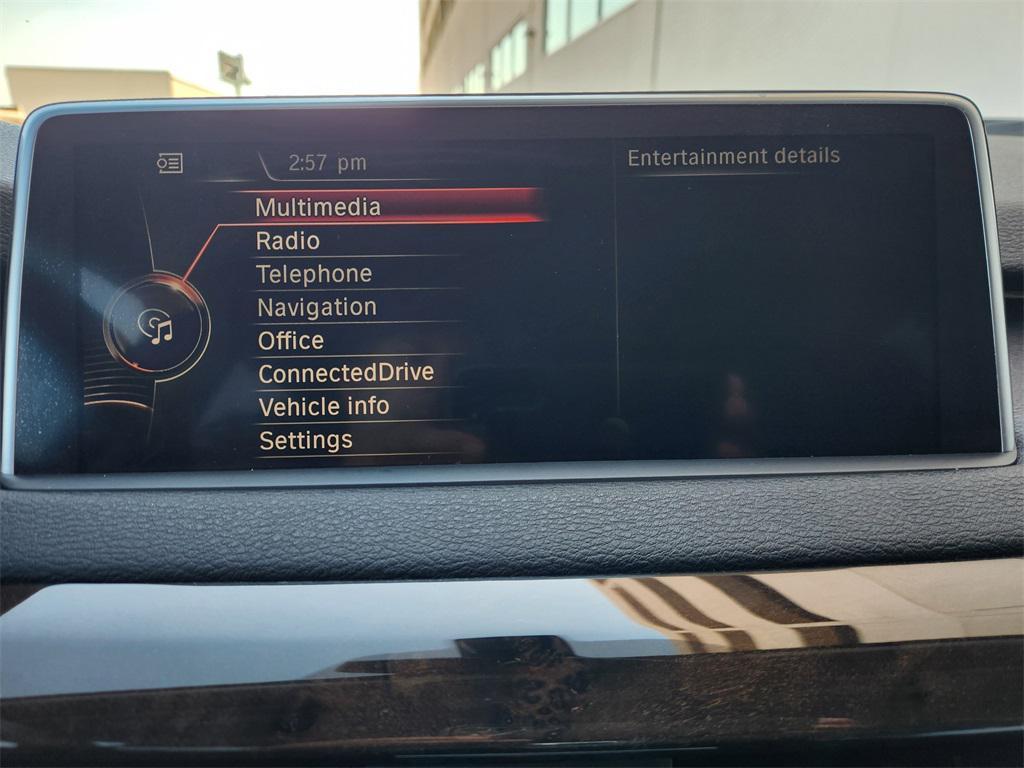 2:57 pm
Entertainment details
Multimedia
Radio
Telephone
Navigation
Office
ConnectedDrive
Vehicle info
Settings